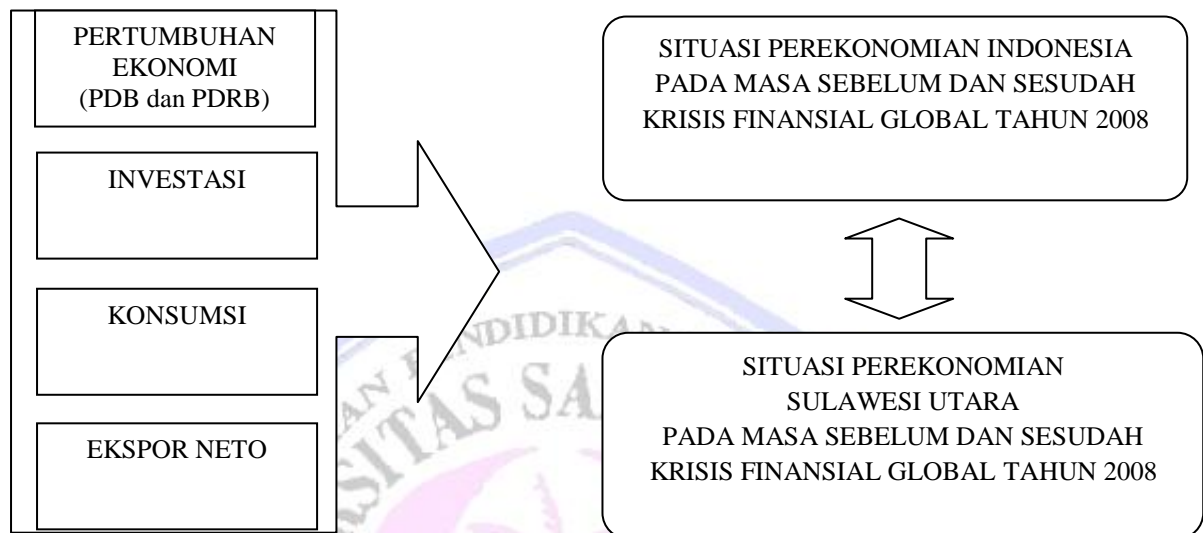 PERTUMBUHAN
EKONOMI
(PDB dan PDRB)
INVESTASI
KONSUMSI
EKSPOR NETO
SITUASI PEREKONOMIAN INDONESIA
PADA MASA SEBELUM DAN SESUDAH
KRISIS FINANSIAL GLOBAL TAHUN 2008
SITUASI PEREKONOMIAN
SULAWESI UTARA
PADA MASA SEBELUM DAN SESUDAH
KRISIS FINANSIAL GLOBAL TAHUN 2008